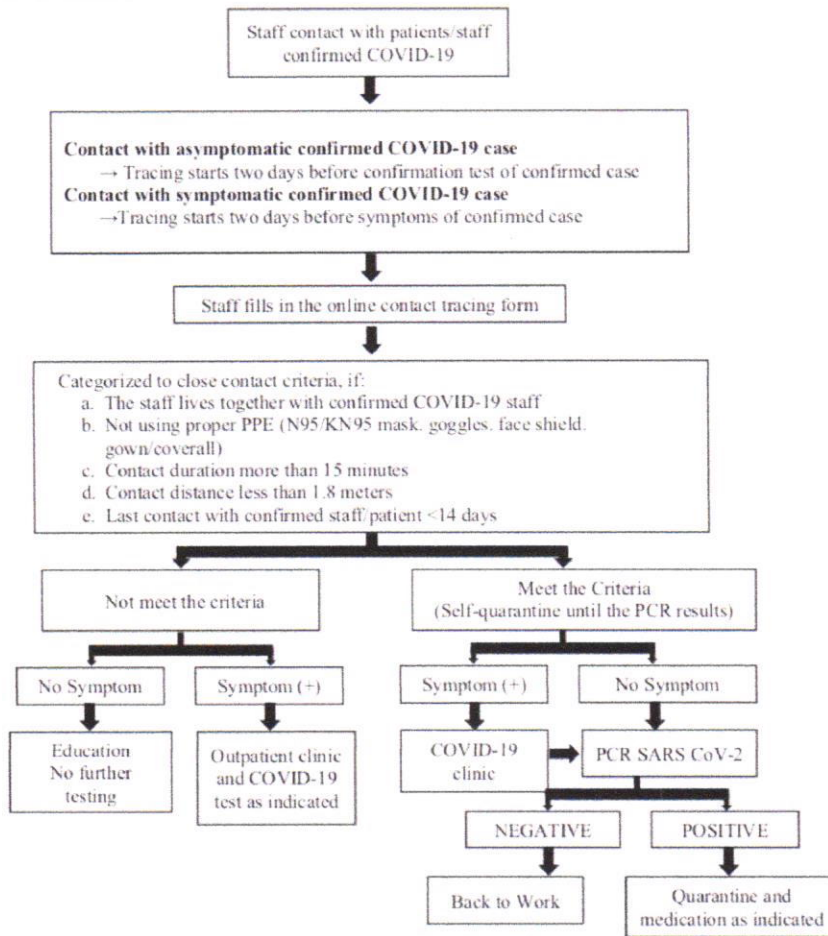 Staff contact with patients/staff
confirmed COVID-19
Contact with asymptomatic confirmed COVID-19 case
→ Tracing starts two days before confirmation test of confirmed case
Contact with symptomatic confirmed COVID-19 case
→Tracing starts two days before symptoms of confirmed case
Staff fills in the online contact tracing form
Categorized to close contact criteria, if:
a. The staff lives together with confirmed COVID-19 staff
b. Not using proper PPE (N95/KN95 mask. goggles. face shield.
gown/coverall)
c. Contact duration more than 15 minutes
d. Contact distance less than 1.8 meters
e. Last contact with confirmed staff/patient <14 days
Not meet the criteria
Meet the Criteria
(Self-quarantine until the PCR results)
No Symptom
Symptom (+)
Symptom (+)
No Symptom
Education
No further
testing
Outpatient clinic
and COVID-19
test as indicated
COVID-19
clinic
PCR SARS CoV-2
NEGATIVE
POSITIVE
Back to Work
Quarantine and
medication as indicated